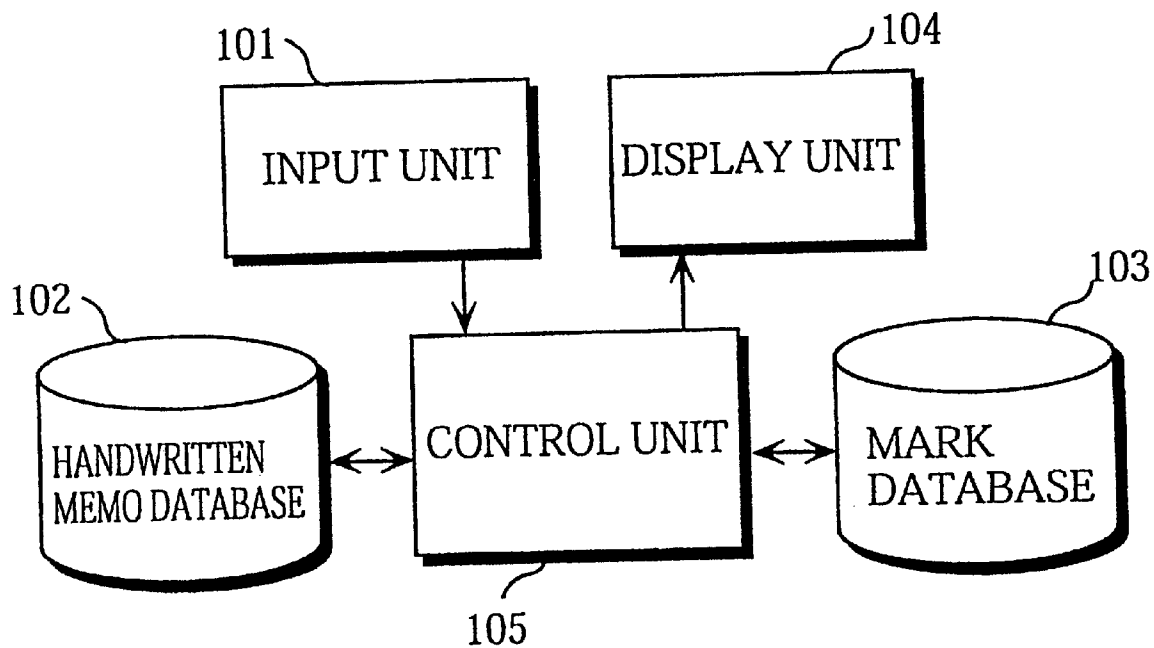 101
104
INPUT UNIT
DISPLAY UNIT
102
103
HANDWRITTEN
MEMO DATABASE
CONTROL UNIT
MARK
DATABASE
105